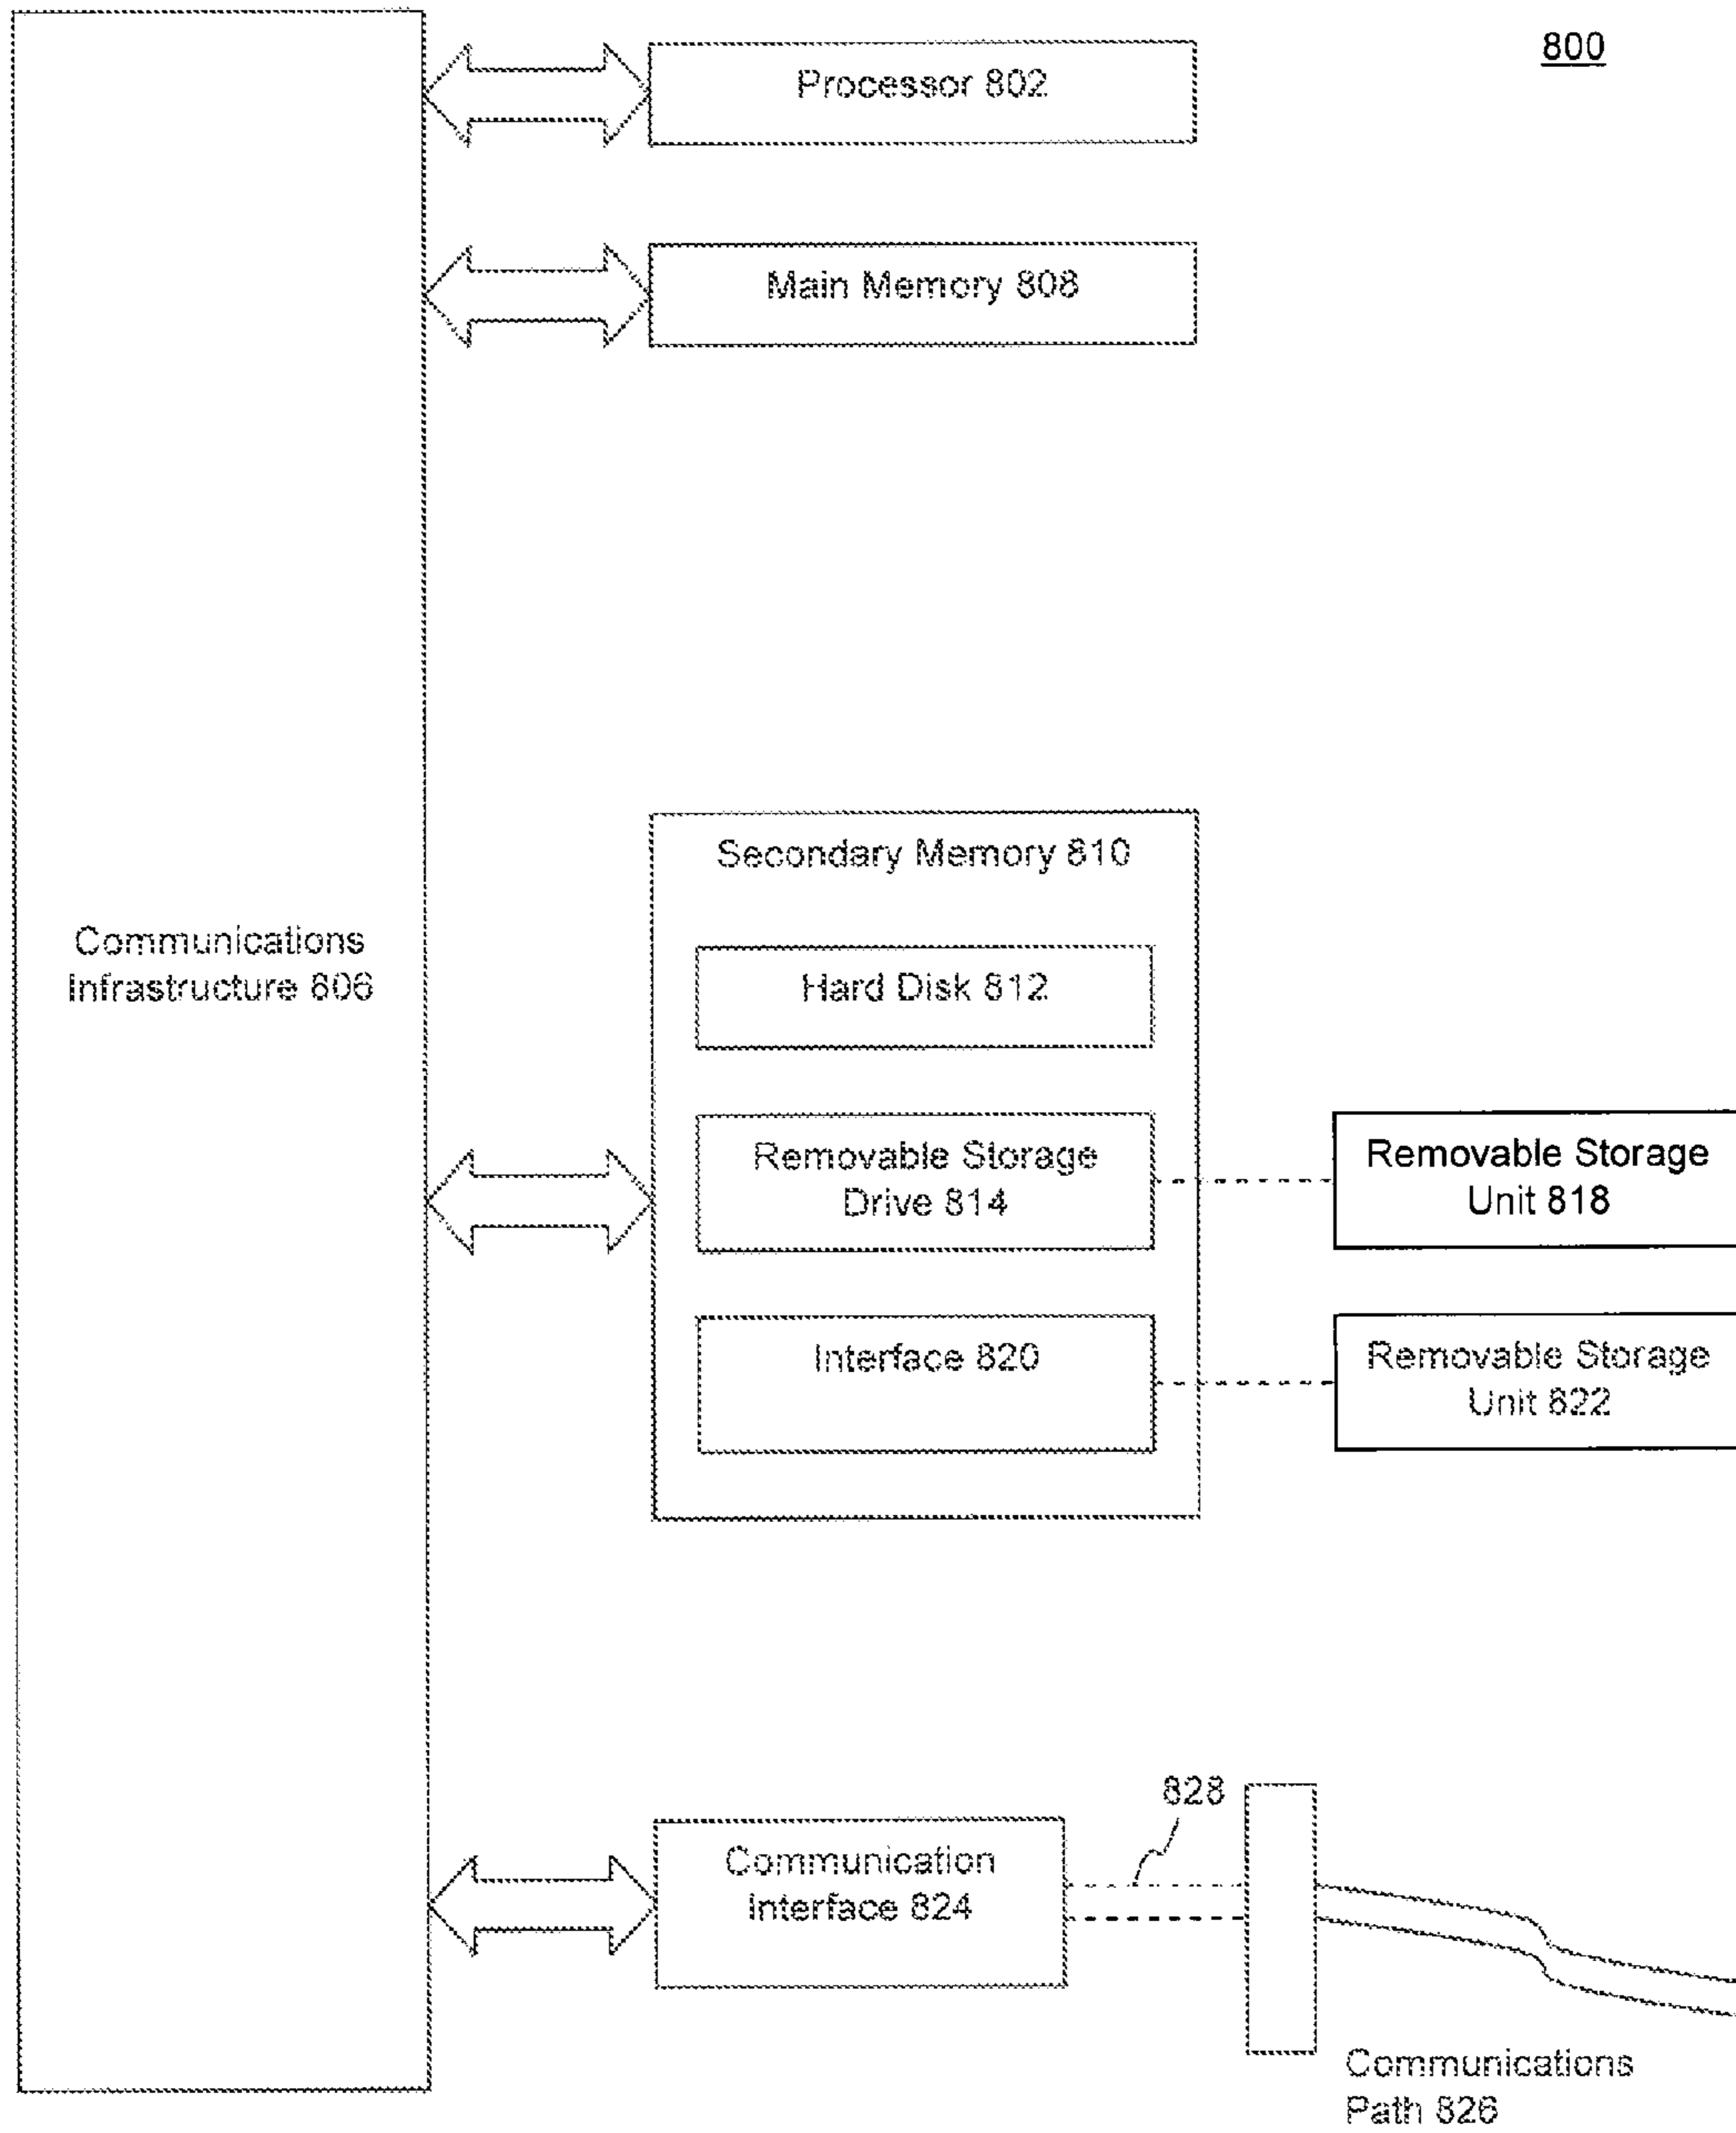 800
Processor 802
Main Memory 808
Secondary Memory 810
Communications
Infrastructure 806
Hard Disk 812
Removable Storage
Drive 814
Removable Storage
Unit 818
Interface 820
Removable Storage
Unit 822
828
Communication
Interface 824
Communications
Path 826